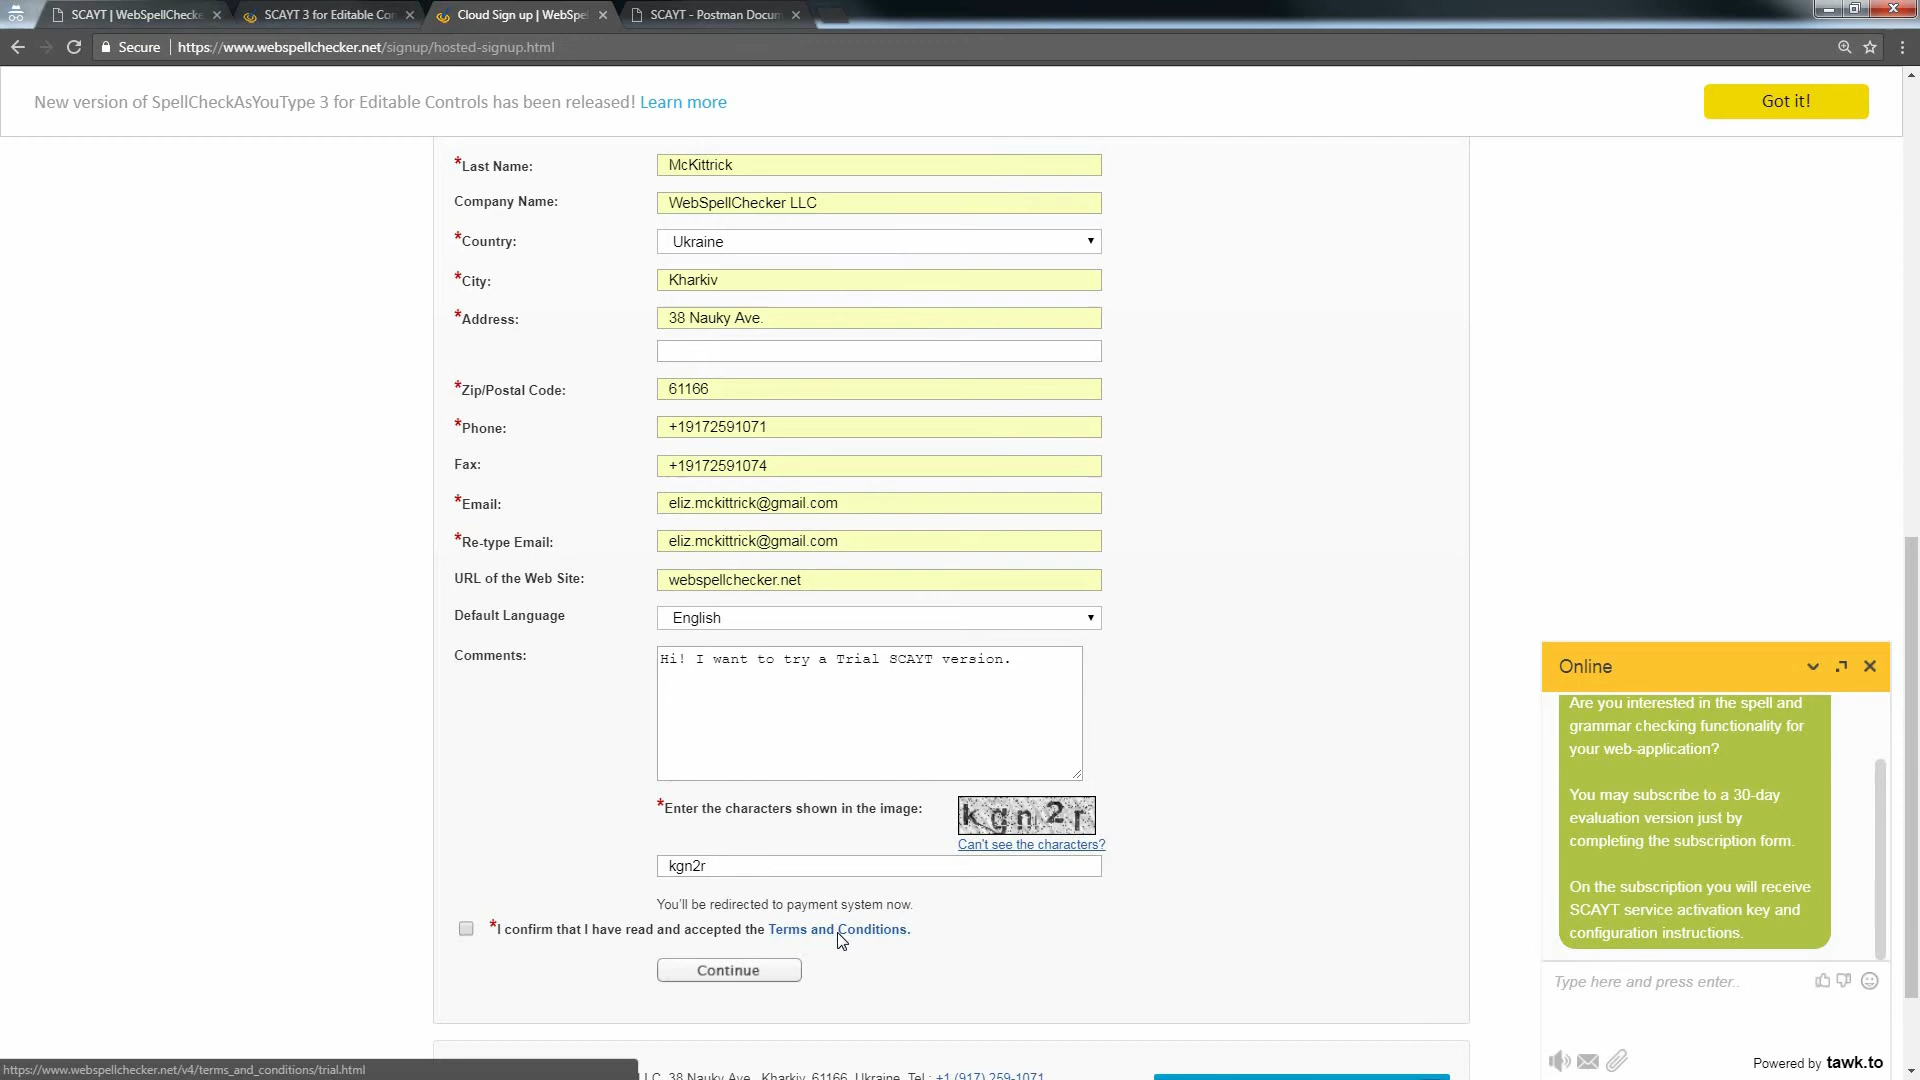 SCAYT | WebSpellChecke
SCAYT 3 for Editable Con
Cloud Sign up | WebSpel
SCAYT - Postman Docum
Secure
https://www.webspellchecker.net/signup/hosted-signup.html
New version of SpellCheckAsYouType 3 for Editable Controls has been released! Learn more
Got it!
*Last Name:
McKittrick
Company Name:
WebSpellChecker LLC
*Country:
Ukraine
*City:
Kharkiv
*Address:
38 Nauky Ave.
*Zip/Postal Code:
61166
*Phone:
+19172591071
Fax:
+19172591074
*Email:
eliz.mckittrick@gmail.com
*Re-type Email:
eliz.mckittrick@gmail.com
URL of the Web Site:
webspellchecker.net
Default Language
English
Comments:
Hi! I want to try a Trial SCAYT version.
*Enter the characters shown in the image:
kgn2r
Can't see the characters?
kgn2r
You'll be redirected to payment system now.
*I confirm that I have read and accepted the Terms and Conditions.
Continue
Online
Are you interested in the spell and
grammar checking functionality for
your web-application?
You may subscribe to a 30-day
evaluation version just by
completing the subscription form.
On the subscription you will receive
SCAYT service activation key and
configuration instructions.
Type here and press enter..
Powered by tawk.to
https://www.webspellchecker.net/v4/terms_and_conditions/trial.html
LLC, 38 Nauky Ave., Kharkiv, 61166, Ukraine, Tel.: +1 (917) 259-1071